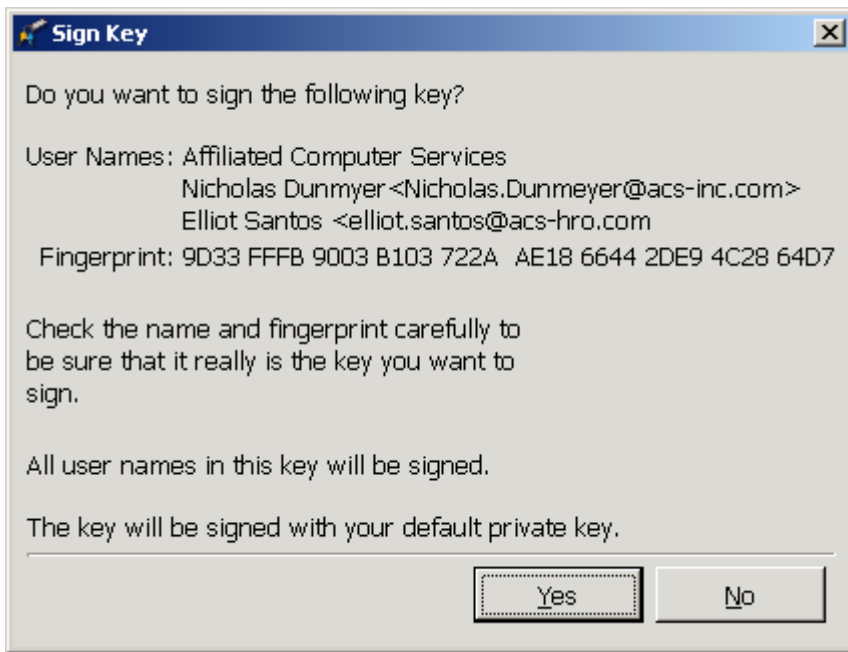 Sign Key
Do you want to sign the following key?
User Names: Affiliated Computer Services
Nicholas Dunmyer<Nicholas.Dunmeyer@acs-inc.com>
Elliot Santos <elliot.santos@acs-hro.com
Fingerprint: 9D33 FFFB 9003 B103 722A  AE18 6644 2DE9 4C28 64D7
Check the name and fingerprint carefully to
be sure that it really is the key you want to
sign.
All user names in this key will be signed.
The key will be signed with your default private key.
Yes No